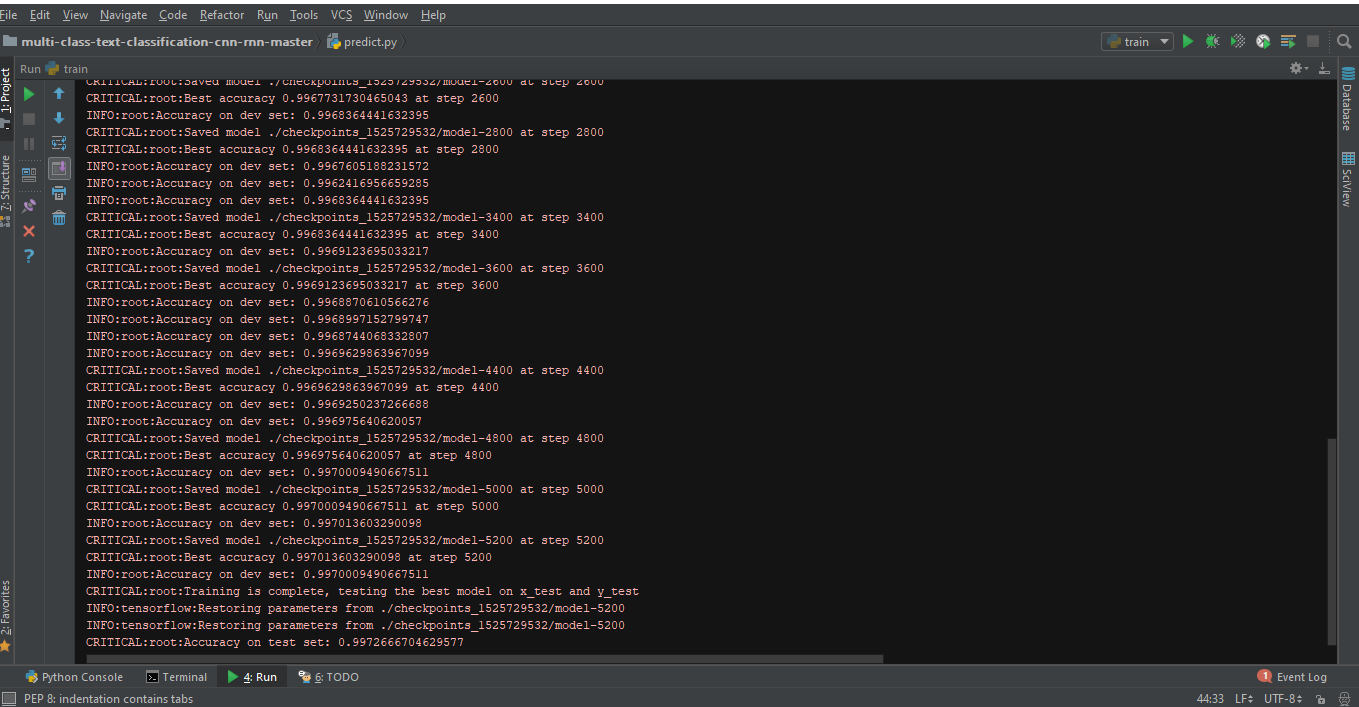 File Edit View Navigate Code Refactor Run Tools VCS Window Help
multi-class-text-classification-cnn-rnn-master predict.py train
Run train
1: Project
7: Structure
2: Favorites
Database
SciView
CRITICAL:root:Saved model ./checkpoints_1525729532/model-2600 at step 2600
CRITICAL:root:Best accuracy 0.9967731730465043 at step 2600
INFO:root:Accuracy on dev set: 0.9968364441632395
CRITICAL:root:Saved model ./checkpoints_1525729532/model-2800 at step 2800
CRITICAL:root:Best accuracy 0.9968364441632395 at step 2800
INFO:root:Accuracy on dev set: 0.9967605188231572
INFO:root:Accuracy on dev set: 0.9962416956659285
INFO:root:Accuracy on dev set: 0.9968364441632395
CRITICAL:root:Saved model ./checkpoints_1525729532/model-3400 at step 3400
CRITICAL:root:Best accuracy 0.9968364441632395 at step 3400
INFO:root:Accuracy on dev set: 0.9969123695033217
CRITICAL:root:Saved model ./checkpoints_1525729532/model-3600 at step 3600
CRITICAL:root:Best accuracy 0.9969123695033217 at step 3600
INFO:root:Accuracy on dev set: 0.9968870610566276
INFO:root:Accuracy on dev set: 0.9968997152799747
INFO:root:Accuracy on dev set: 0.9968744068332807
INFO:root:Accuracy on dev set: 0.9969629863967099
CRITICAL:root:Saved model ./checkpoints_1525729532/model-4400 at step 4400
CRITICAL:root:Best accuracy 0.9969629863967099 at step 4400
INFO:root:Accuracy on dev set: 0.9969250237266688
INFO:root:Accuracy on dev set: 0.996975640620057
CRITICAL:root:Saved model ./checkpoints_1525729532/model-4800 at step 4800
CRITICAL:root:Best accuracy 0.996975640620057 at step 4800
INFO:root:Accuracy on dev set: 0.9970009490667511
CRITICAL:root:Saved model ./checkpoints_1525729532/model-5000 at step 5000
CRITICAL:root:Best accuracy 0.9970009490667511 at step 5000
INFO:root:Accuracy on dev set: 0.997013603290098
CRITICAL:root:Saved model ./checkpoints_1525729532/model-5200 at step 5200
CRITICAL:root:Best accuracy 0.997013603290098 at step 5200
INFO:root:Accuracy on dev set: 0.9970009490667511
CRITICAL:root:Training is complete, testing the best model on x_test and y_test
INFO:tensorflow:Restoring parameters from ./checkpoints_1525729532/model-5200
INFO:tensorflow:Restoring parameters from ./checkpoints_1525729532/model-5200
CRITICAL:root:Accuracy on test set: 0.9972666704629577
Python Console Terminal 4: Run 6: TODO 1 Event Log
PEP 8: indentation contains tabs 44:33 LF UTF-8